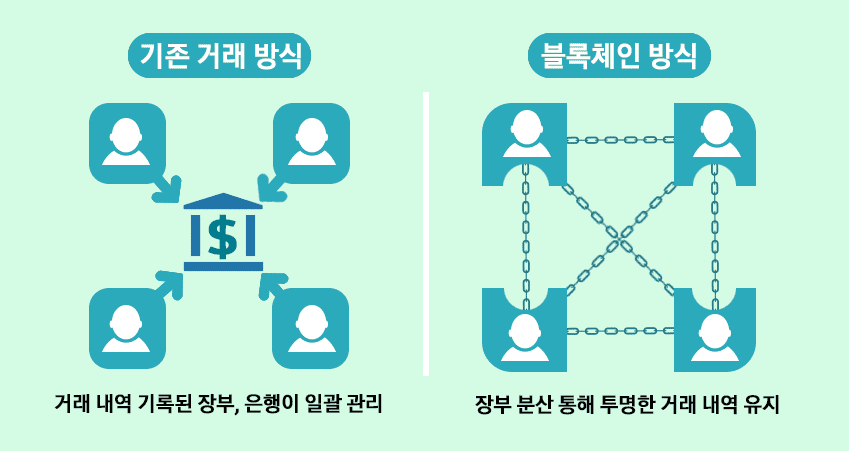 기존 거래 방식
블록체인 방식
$
거래 내역 기록된 장부, 은행이 일괄 관리
장부 분산 통해 투명한 거래 내역 유지